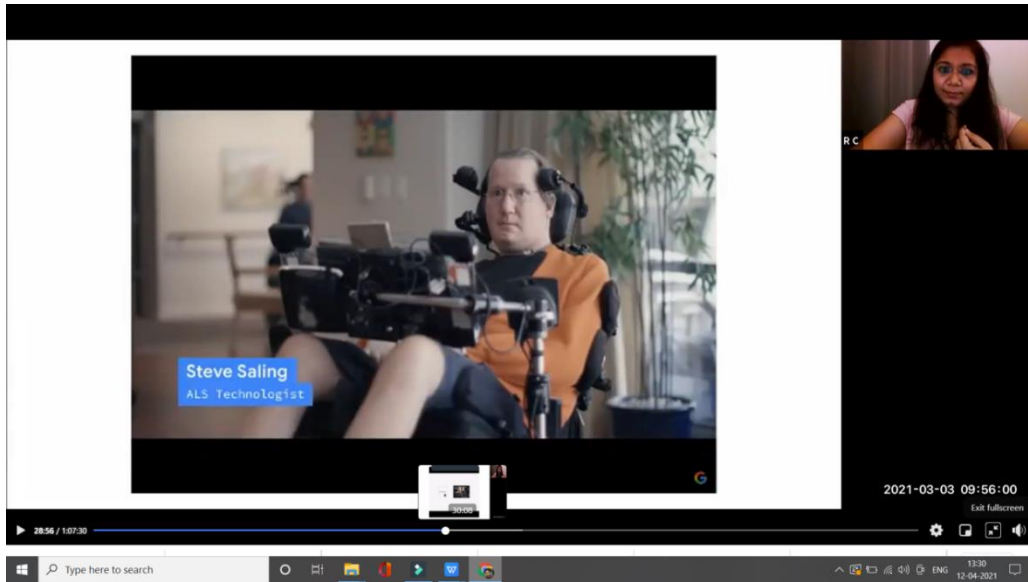 R C
Steve Saling
ALS Technologist
30:08
2021-03-03 09:56:00
Exit fullscreen
28:56 / 1:07:30
Type here to search
ENG
13:30
12-04-2021